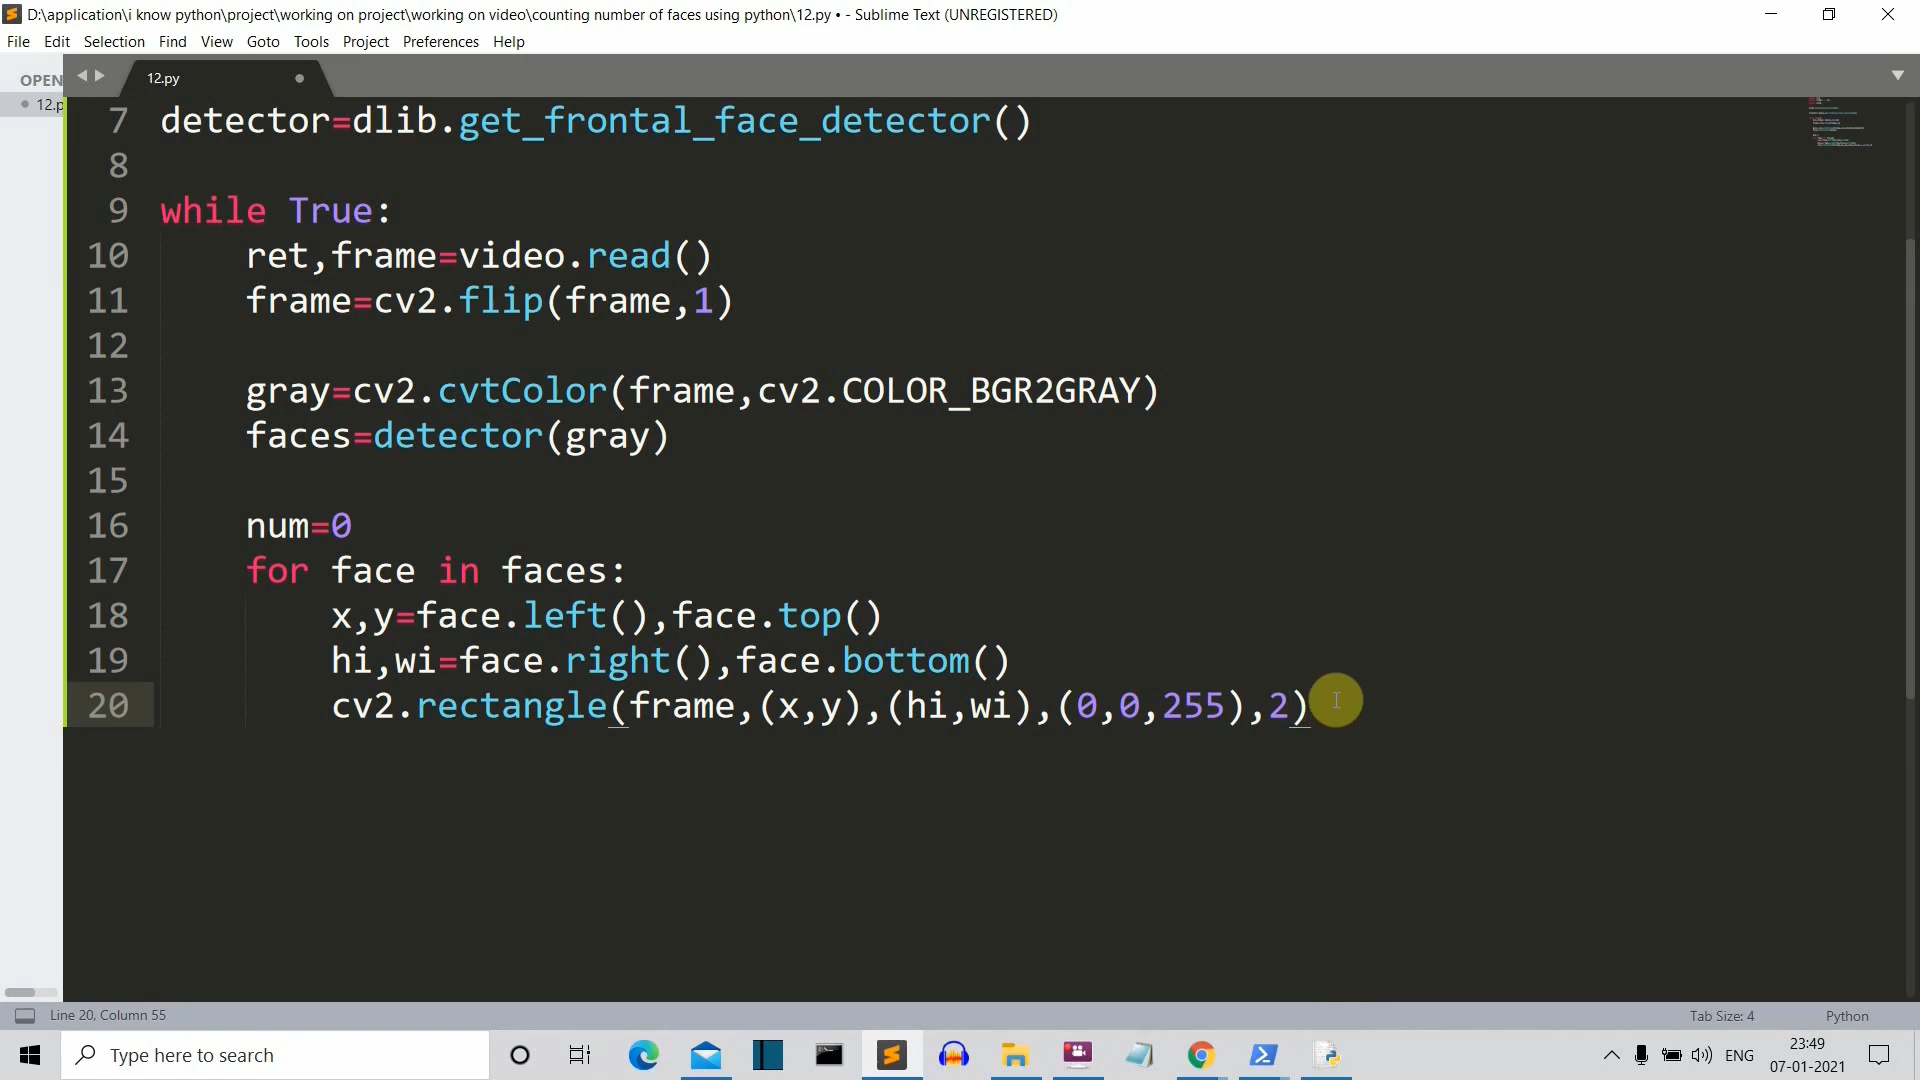 D:\application\i know python\project\working on project\working on video\counting number of faces using python\12.py • - Sublime Text (UNREGISTERED)
File Edit Selection Find View Goto Tools Project Preferences Help
OPEN
12.p
12.py
7 detector=dlib.get_frontal_face_detector()
8
9 while True:
10 ret,frame=video.read()
11 frame=cv2.flip(frame,1)
12
13 gray=cv2.cvtColor(frame,cv2.COLOR_BGR2GRAY)
14 faces=detector(gray)
15
16 num=0
17 for face in faces:
18 x,y=face.left(),face.top()
19 hi,wi=face.right(),face.bottom()
20 cv2.rectangle(frame,(x,y),(hi,wi),(0,0,255),2)
Line 20, Column 55
Tab Size: 4
Python
Type here to search
ENG
23:49
07-01-2021